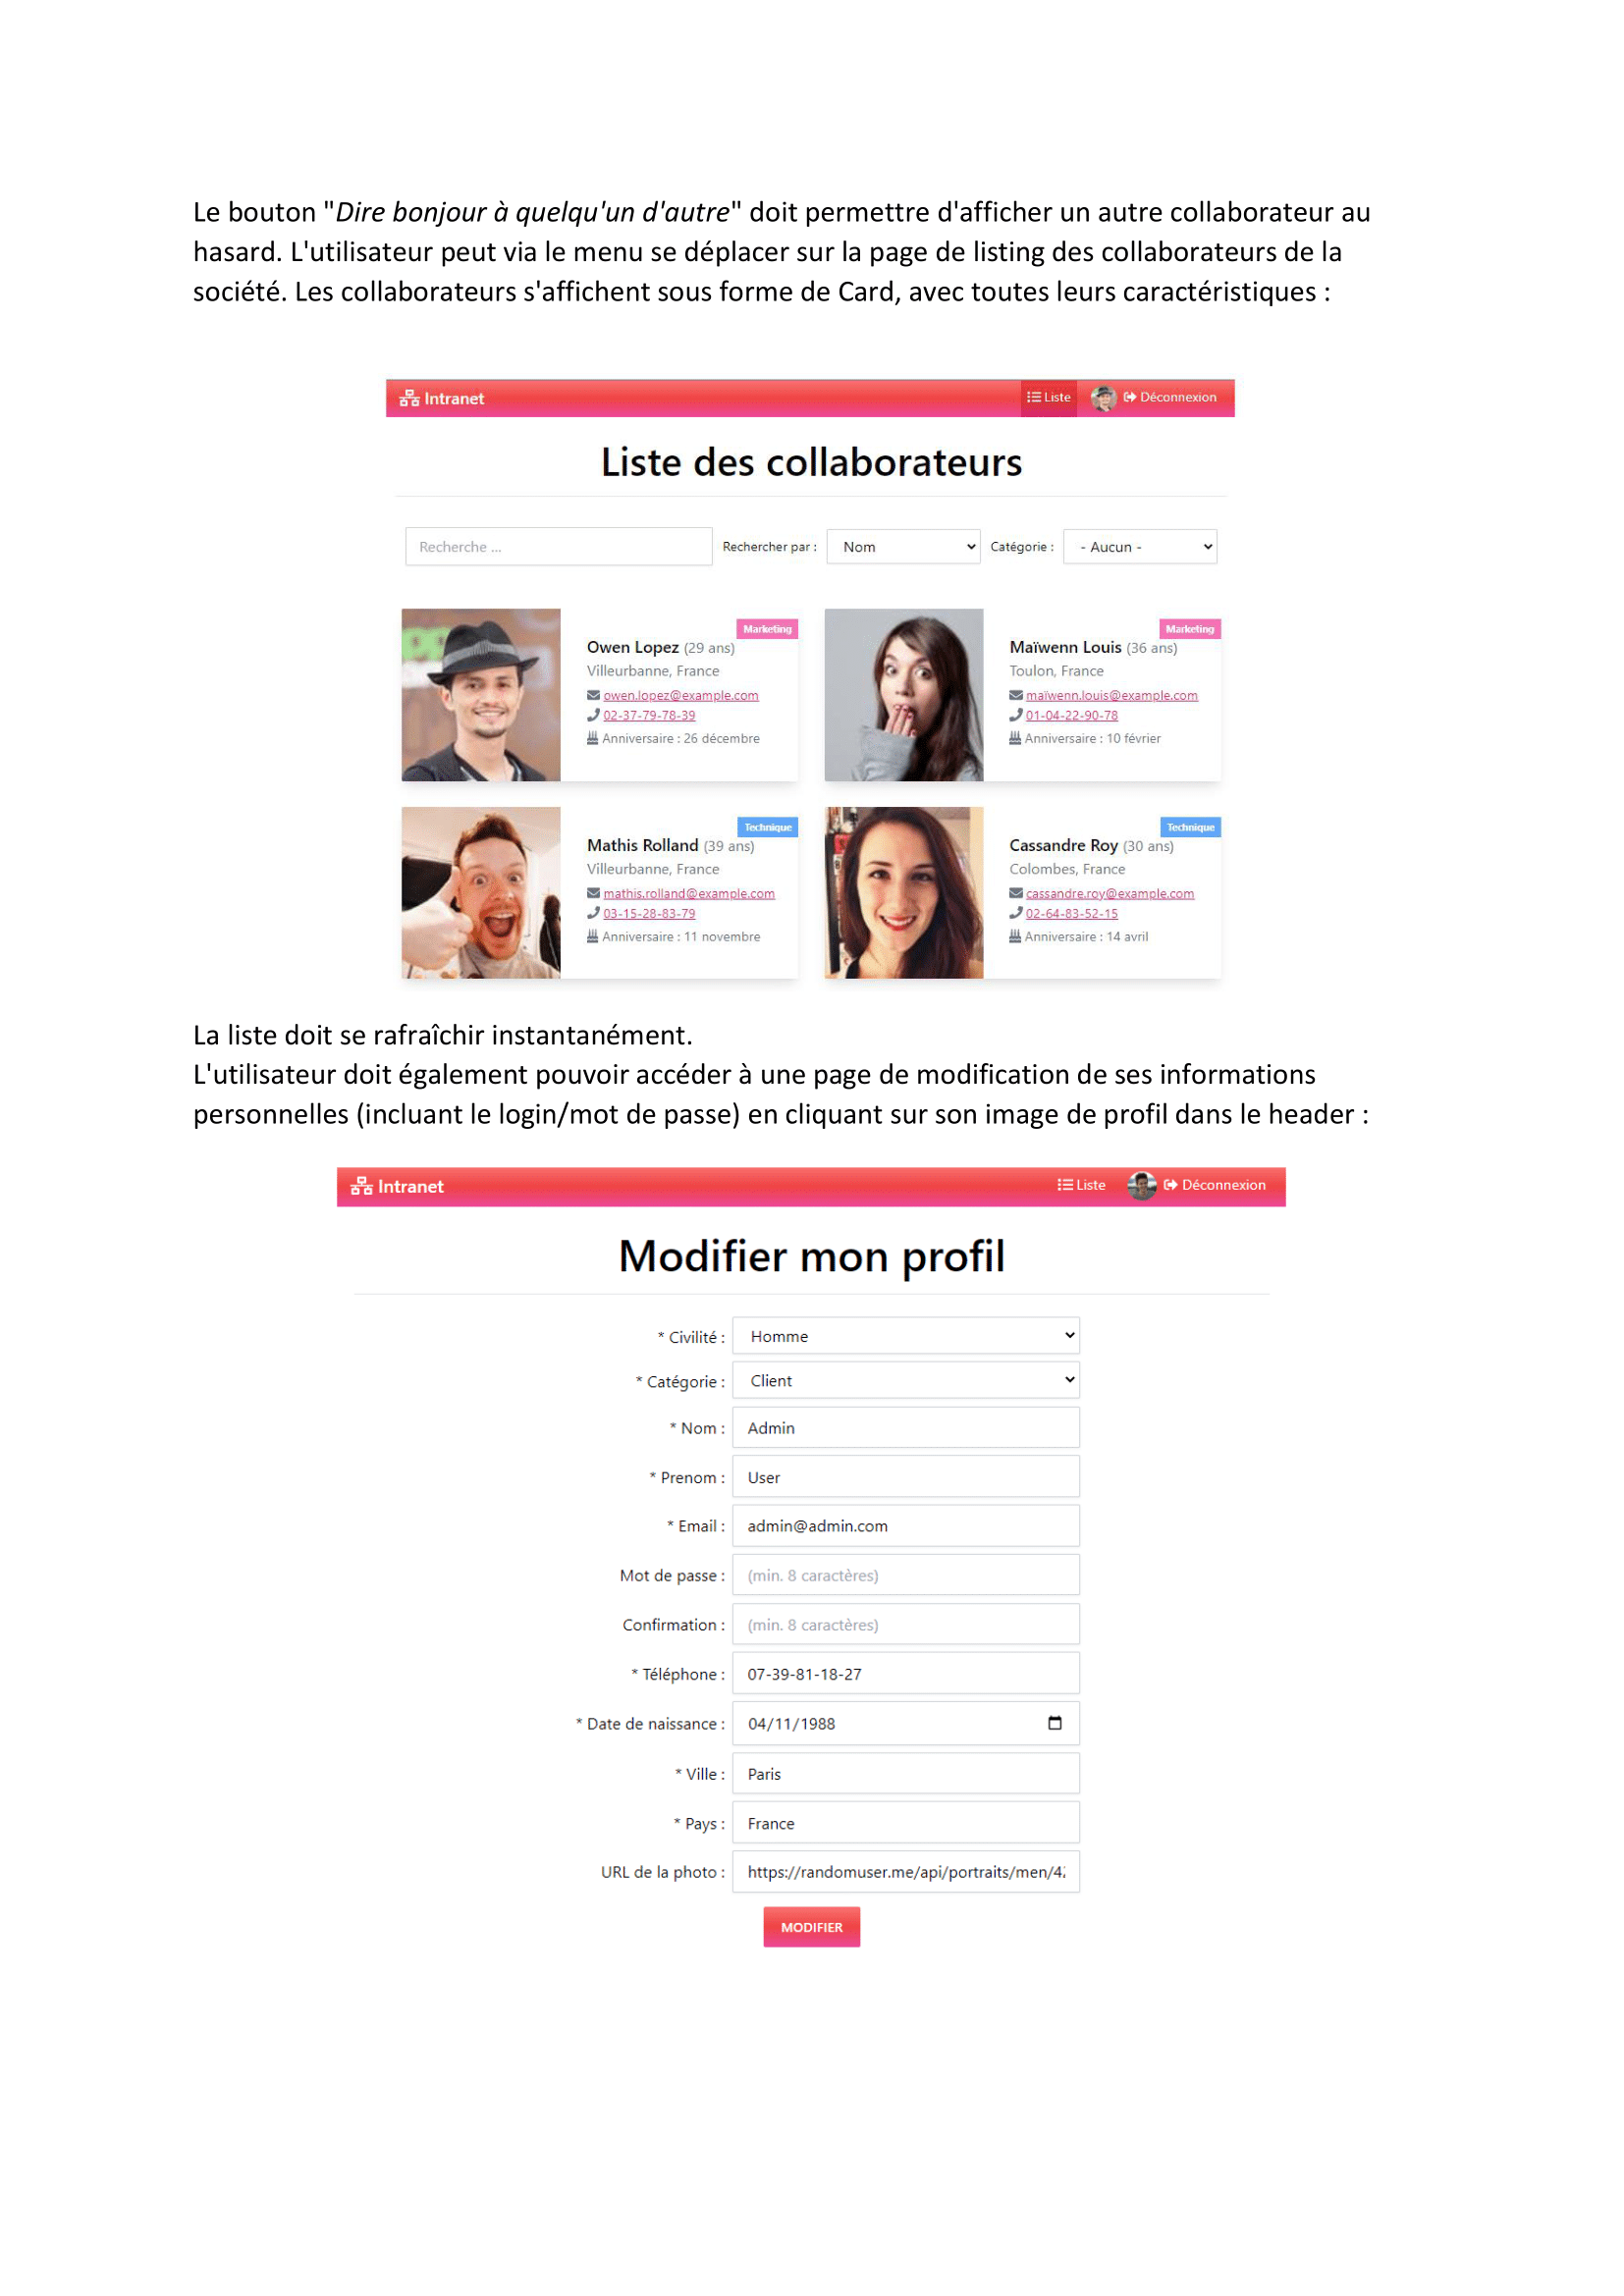 Le bouton "Dire bonjour à quelqu'un d'autre" doit permettre d'afficher un autre collaborateur au
hasard. L'utilisateur peut via le menu se déplacer sur la page de listing des collaborateurs de la
société. Les collaborateurs s'affichent sous forme de Card, avec toutes leurs caractéristiques :
Intranet Liste Déconnexion
Liste des collaborateurs
Recherche ... Rechercher par : Nom Catégorie : - Aucun -
Marketing
Owen Lopez (29 ans)
Villeurbanne, France
owen.lopez@example.com
02-37-79-78-39
Anniversaire : 26 décembre
Marketing
Maïwenn Louis (36 ans)
Toulon, France
maïwenn.louis@example.com
01-04-22-90-78
Anniversaire : 10 février
Technique
Mathis Rolland (39 ans)
Villeurbanne, France
mathis.rolland@example.com
03-15-28-83-79
Anniversaire : 11 novembre
Technique
Cassandre Roy (30 ans)
Colombes, France
cassandre.roy@example.com
02-64-83-52-15
Anniversaire : 14 avril
La liste doit se rafraîchir instantanément.
L'utilisateur doit également pouvoir accéder à une page de modification de ses informations
personnelles (incluant le login/mot de passe) en cliquant sur son image de profil dans le header :
Intranet Liste Déconnexion
Modifier mon profil
* Civilité : Homme
* Catégorie : Client
* Nom : Admin
* Prenom : User
* Email : admin@admin.com
Mot de passe : (min. 8 caractères)
Confirmation : (min. 8 caractères)
* Téléphone : 07-39-81-18-27
* Date de naissance : 04/11/1988
* Ville : Paris
* Pays : France
URL de la photo : https://randomuser.me/api/portraits/men/4
MODIFIER